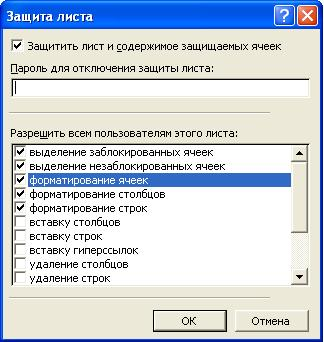 Защита листа
Защитить лист и содержимое защищаемых ячеек
Пароль для отключения защиты листа:
Разрешить всем пользователям этого листа:
выделение заблокированных ячеек
выделение незаблокированных ячеек
форматирование ячеек
форматирование столбцов
форматирование строк
вставку столбцов
вставку строк
вставку гиперссылок
удаление столбцов
удаление строк
ОК
Отмена